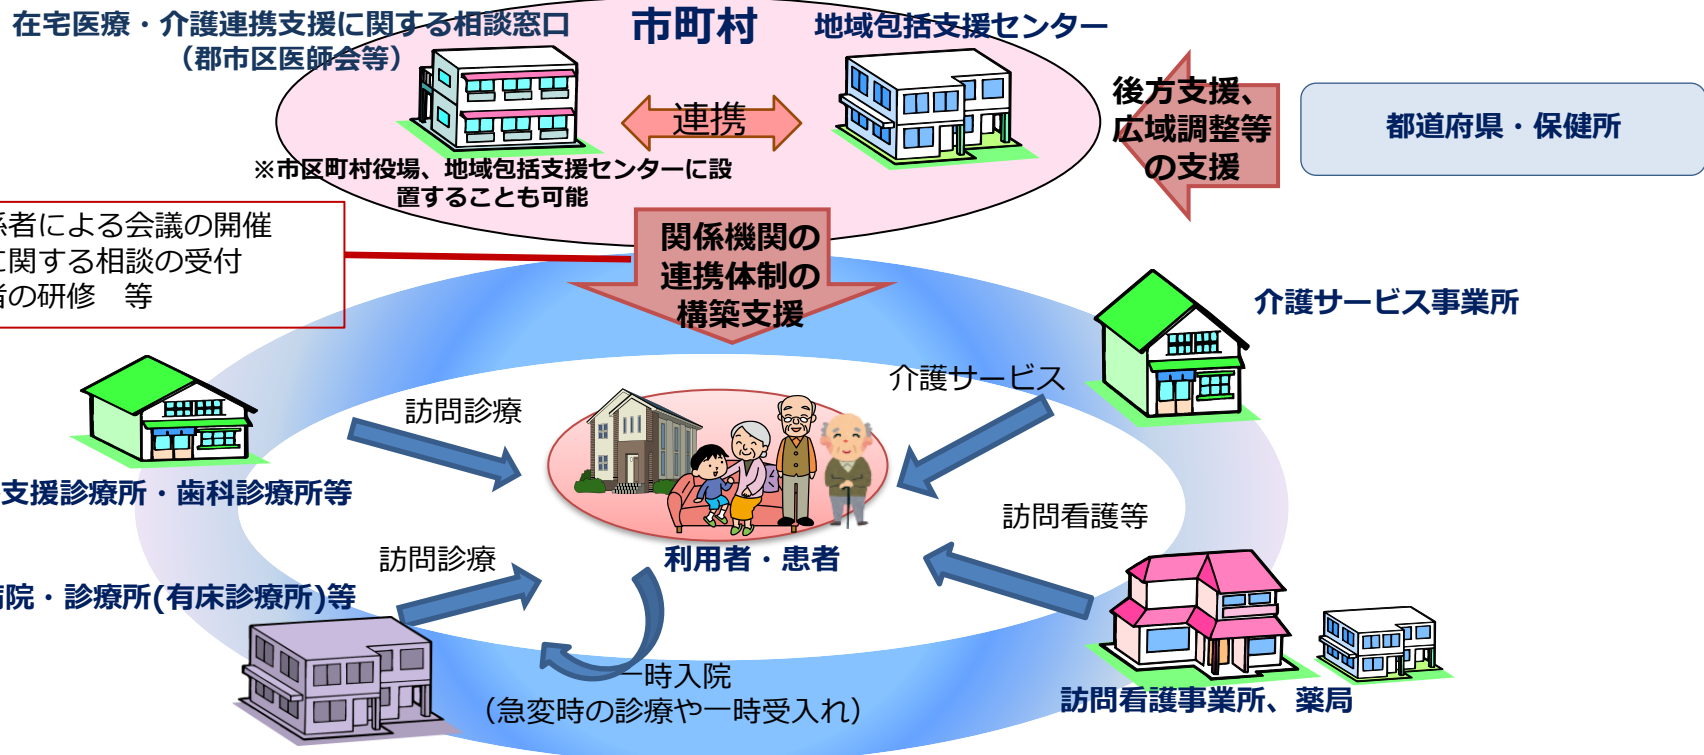 在宅医療・介護連携支援に関する相談窓口
（郡市区医師会等）
市町村
地域包括支援センター
連携
※市区町村役場、地域包括支援センターに設
置することも可能
後方支援、
広域調整等
の支援
都道府県・保健所
係者による会議の開催
に関する相談の受付
者の研修　等
関係機関の
連携体制の
構築支援
介護サービス事業所
介護サービス
訪問診療
支援診療所・歯科診療所等
訪問看護等
利用者・患者
訪問診療
病院・診療所(有床診療所)等
一時入院
（急変時の診療や一時受入れ）
訪問看護事業所、薬局